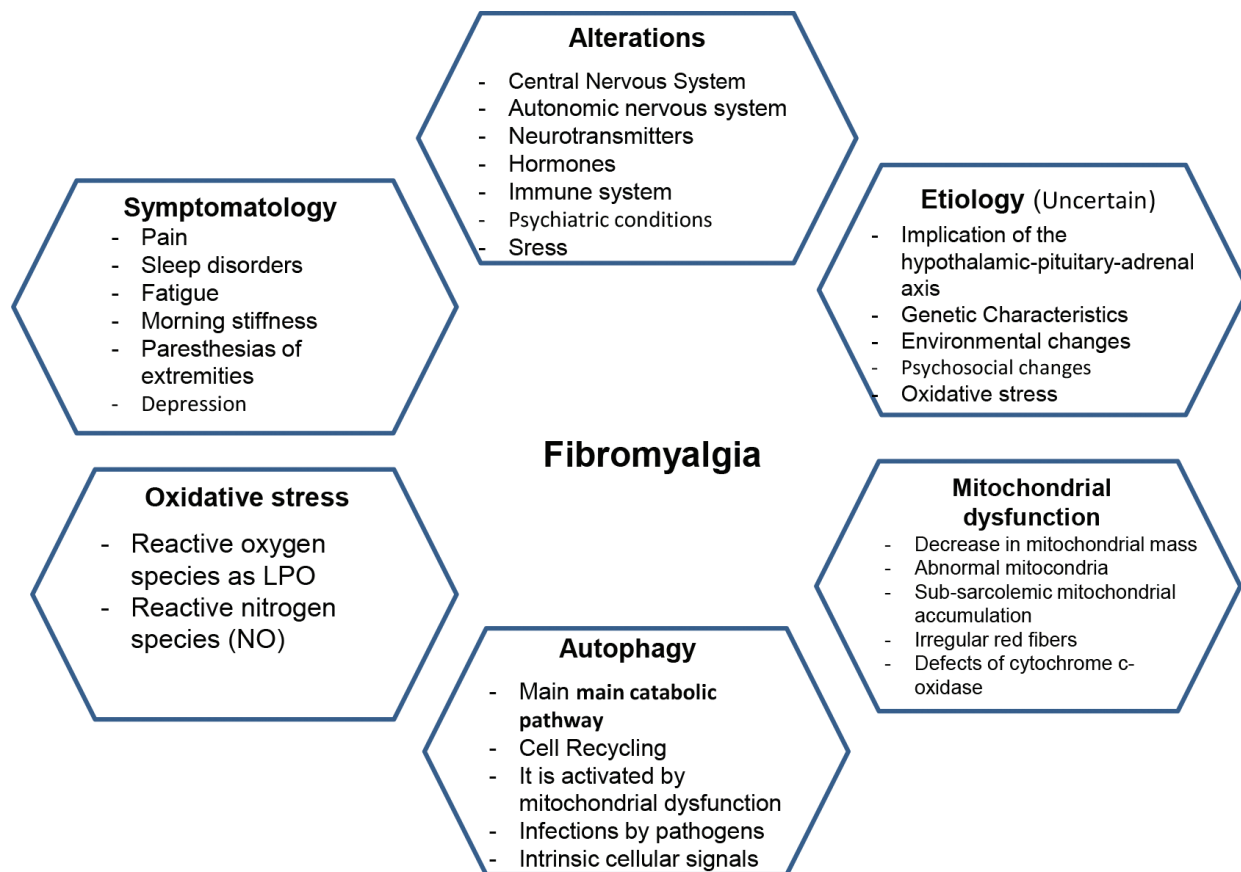 Alterations
- Central Nervous System
- Autonomic nervous system
- Neurotransmitters
- Hormones
- Immune system
- Psychiatric conditions
- Sress
Symptomatology
- Pain
- Sleep disorders
- Fatigue
- Morning stiffness
- Paresthesias of
extremities
- Depression
Etiology (Uncertain)
- Implication of the
hypothalamic-pituitary-adrenal
axis
- Genetic Characteristics
- Environmental changes
- Psychosocial changes
- Oxidative stress
Fibromyalgia
Oxidative stress
- Reactive oxygen
species as LPO
- Reactive nitrogen
species (NO)
Mitochondrial
dysfunction
- Decrease in mitochondrial mass
- Abnormal mitocondria
- Sub-sarcolemic mitochondrial
accumulation
- Irregular red fibers
- Defects of cytochrome c-
oxidase
Autophagy
- Main main catabolic
pathway
- Cell Recycling
- It is activated by
mitochondrial dysfunction
- Infections by pathogens
- Intrinsic cellular signals